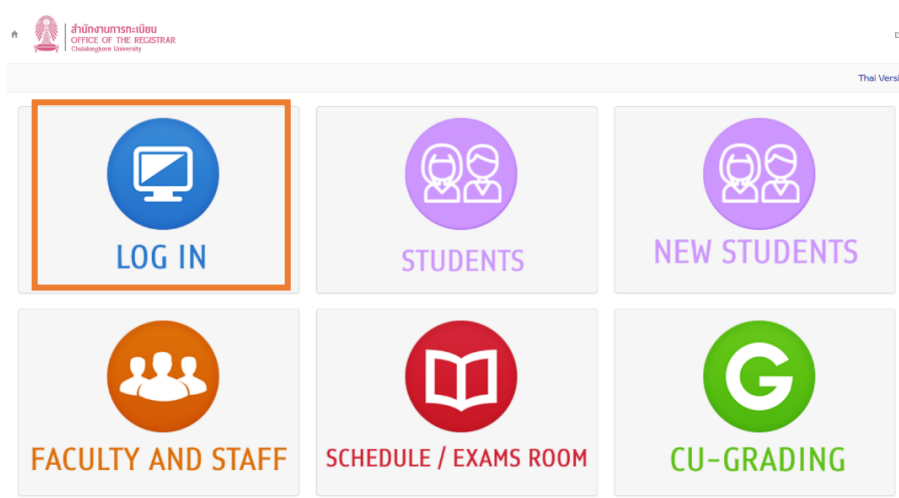 สำนักงานการทะเบียน
OFFICE OF THE REGISTRAR
Chulalongkorn University
Thai Versi
LOG IN
STUDENTS
NEW STUDENTS
FACULTY AND STAFF
SCHEDULE / EXAMS ROOM
G
CU-GRADING